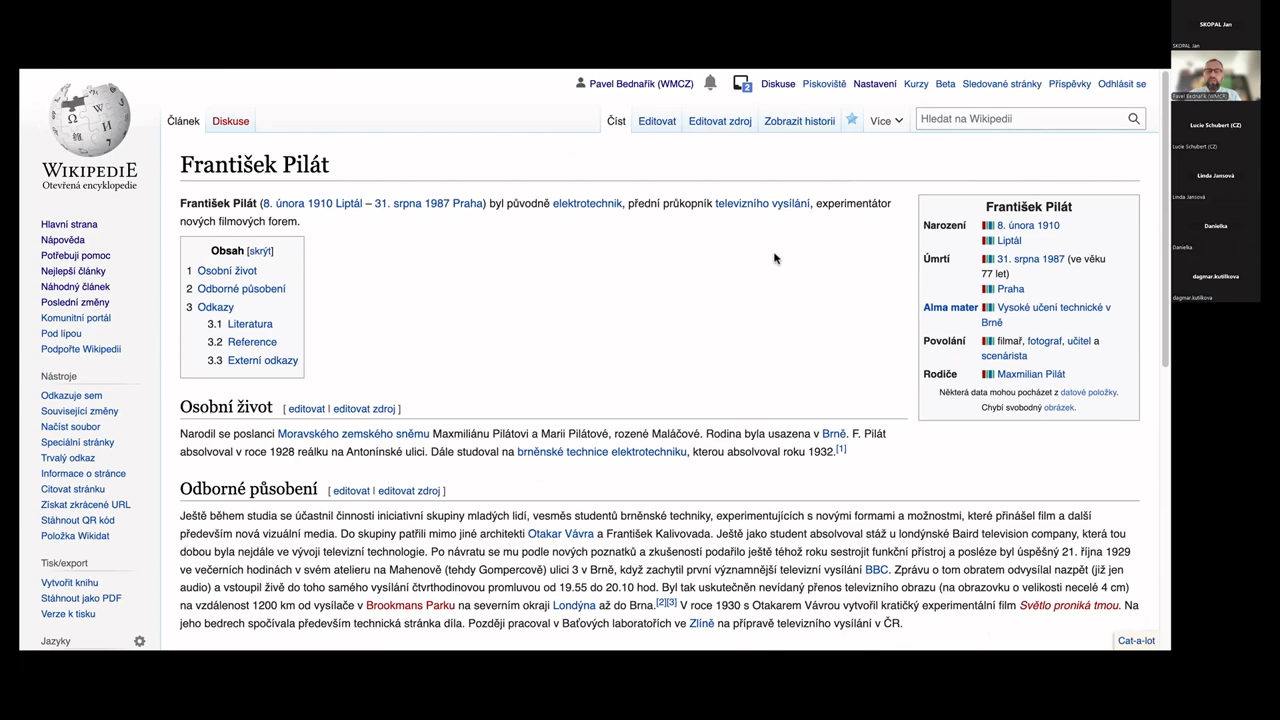 SKOPAL Jan
SKOPAL Jan
Pavel Bednařík (WMCZ)
Lucie Schubert (CZ)
Lucie Schubert (CZ)
Linda Jansová
Linda Jansová
Danielka
Danielka
dagmar.kutilkova
dagmar.kutilkova
Pavel Bednařík (WMCZ) 2 Diskuse Pískoviště Nastavení Kurzy Beta Sledované stránky Příspěvky Odhlásit se
WIKIPEDIE
Otevřená encyklopedie
Článek Diskuse Číst Editovat Editovat zdroj Zobrazit historii Více Hledat na Wikipedii
Hlavní strana
Nápověda
Potřebuji pomoc
Nejlepší články
Náhodný článek
Poslední změny
Komunitní portál
Pod lípou
Podpořte Wikipedii
Nástroje
Odkazuje sem
Související změny
Načíst soubor
Speciální stránky
Trvalý odkaz
Informace o stránce
Citovat stránku
Získat zkrácené URL
Stáhnout QR kód
Položka Wikidat
Tisk/export
Vytvořit knihu
Stáhnout jako PDF
Verze k tisku
Jazyky
František Pilát
František Pilát (8. února 1910 Liptál – 31. srpna 1987 Praha) byl původně elektrotechnik, přední průkopník televizního vysílání, experimentátor
nových filmových forem.
Obsah [skrýt]
1 Osobní život
2 Odborné působení
3 Odkazy
3.1 Literatura
3.2 Reference
3.3 Externí odkazy
František Pilát
Narození 8. února 1910
Liptál
Úmrtí 31. srpna 1987 (ve věku
77 let)
Praha
Alma mater Vysoké učení technické v
Brně
Povolání filmař, fotograf, učitel a
scenárista
Rodiče Maxmilian Pilát
Některá data mohou pocházet z datové položky.
Chybí svobodný obrázek.
Osobní život [ editovat | editovat zdroj ]
Narodil se poslanci Moravského zemského sněmu Maxmiliánu Pilátovi a Marii Pilátové, rozené Maláčové. Rodina byla usazena v Brně. F. Pilát
absolvoval v roce 1928 reálku na Antonínské ulici. Dále studoval na brněnské technice elektrotechniku, kterou absolvoval roku 1932.[1]
Odborné působení [ editovat | editovat zdroj ]
Ještě během studia se účastnil činnosti iniciativní skupiny mladých lidí, vesměs studentů brněnské techniky, experimentujících s novými formami a možnostmi, které přinášel film a další
především nová vizuální media. Do skupiny patřili mimo jiné architekti Otakar Vávra a František Kalivovada. Ještě jako student absolvoval stáž u londýnské Baird television company, která tou
dobou byla nejdále ve vývoji televizní technologie. Po návratu se mu podle nových poznatků a zkušeností podařilo ještě téhož roku sestrojit funkční přístroj a posléze byl úspěšný 21. října 1929
ve večerních hodinách v svém atelieru na Mahenově (tehdy Gompercově) ulici 3 v Brně, když zachytil první významnější televizní vysílání BBC. Zprávu o tom obratem odvysílal nazpět (již jen
audio) a vstoupil živě do toho samého vysílání čtvrthodinovou promluvou od 19.55 do 20.10 hod. Byl tak uskutečněn nevídaný přenos televizního obrazu (na obrazovku o velikosti necelé 4 cm)
na vzdálenost 1200 km od vysílače v Brookmans Parku na severním okraji Londýna až do Brna.[2][3] V roce 1930 s Otakarem Vávrou vytvořil kratičký experimentální film Světlo proniká tmou. Na
jeho bedrech spočívala především technická stránka díla. Později pracoval v Baťových laboratořích ve Zlíně na přípravě televizního vysílání v ČR.
Cat-a-lot